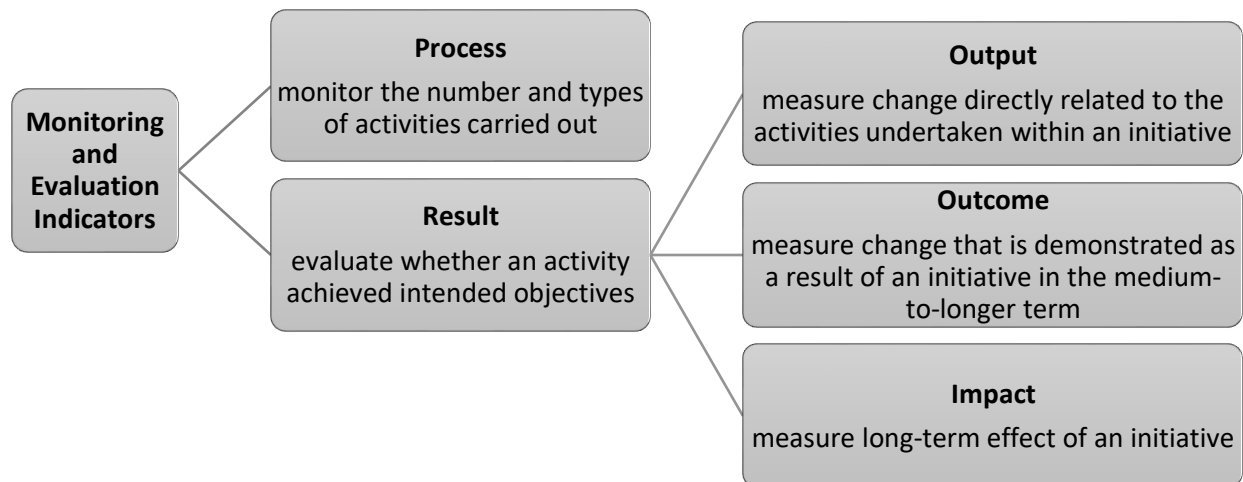 Monitoring
and
Evaluation
Indicators
Process
monitor the number and types
of activities carried out
Result
evaluate whether an activity
achieved intended objectives
Output
measure change directly related to the
activities undertaken within an initiative
Outcome
measure change that is demonstrated as
a result of an initiative in the medium-
to-longer term
Impact
measure long-term effect of an initiative